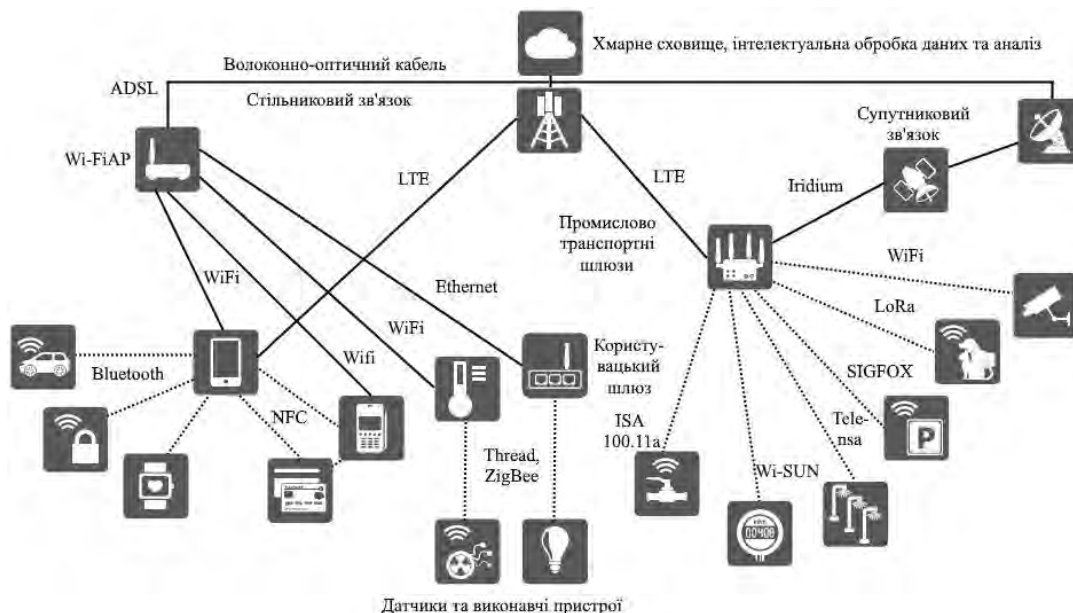 Хмарне сховище, інтелектуальна обробка даних та аналіз
Волоконно-оптичний кабель
ADSL
Стільниковий зв'язок
Супутниковий
зв'язок
Wi-FiAP
LTE
LTE
Iridium
Промислово
транспортні
шлюзи
WiFi
WiFi
Ethernet
LoRa
WiFi
Wifi
Користу-
вацький
шлюз
Bluetooth
SIGFOX
NFC
ISA
100.11a
Tele-
nsa
P
Thread,
ZigBee
Wi-SUN
00408
Датчики та виконавчі пристрої